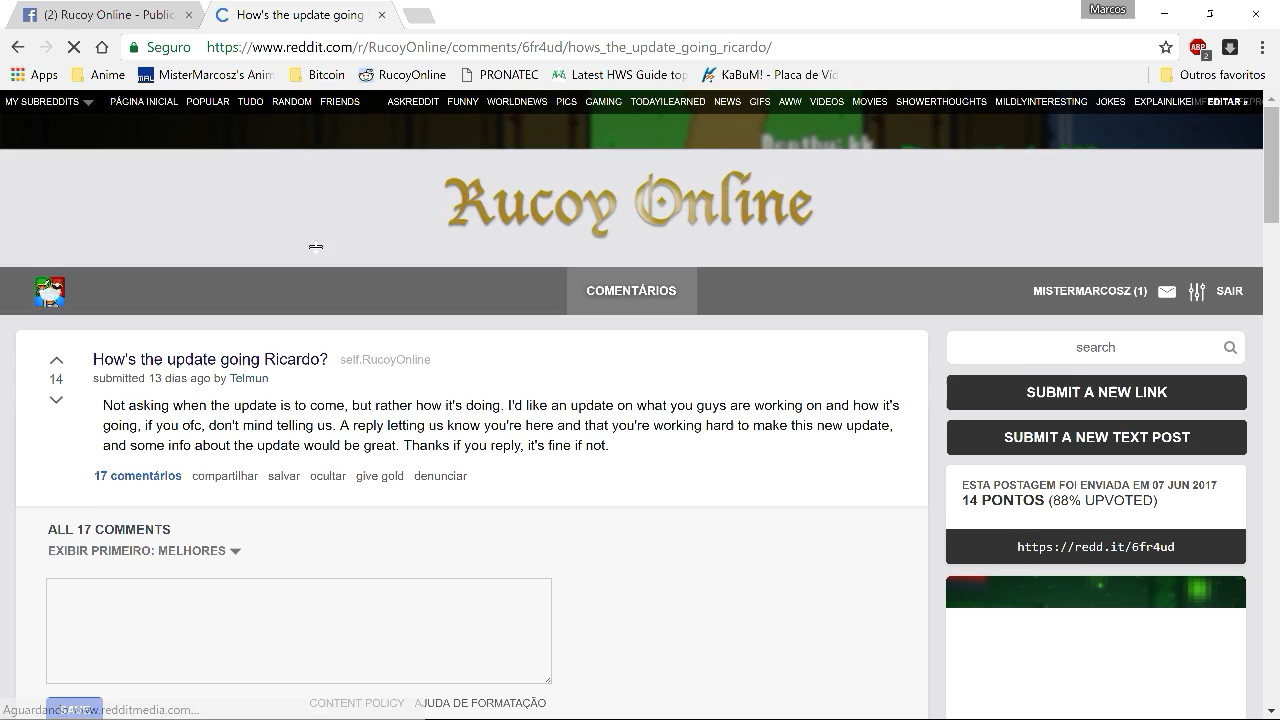 (2) Rucoy Online - Public
How's the update going
Marcos
Seguro
https://www.reddit.com/r/RucoyOnline/comments/6fr4ud/hows_the_update_going_ricardo/
ABP
2
Apps
Anime
MAL
MisterMarcosz's Anim
Bitcoin
RucoyOnline
PRONATEC
Latest HWS Guide top
KaBuM! - Placa de Víd
Outros favoritos
MY SUBREDDITS
PÁGINA INICIAL POPULAR TUDO RANDOM FRIENDS
ASKREDDIT FUNNY WORLDNEWS PICS GAMING TODAYILEARNED NEWS GIFS AWW VIDEOS MOVIES SHOWERTHOUGHTS MILDLYINTERESTING JOKES EXPLAINLIKEIM EDITAR »
Rucoy Online
COMENTÁRIOS
MISTERMARCOSZ (1)
SAIR
14
How's the update going Ricardo? self.RucoyOnline
submitted 13 dias ago by Telmun
Not asking when the update is to come, but rather how it's doing. I'd like an update on what you guys are working on and how it's
going, if you ofc, don't mind telling us. A reply letting us know you're here and that you're working hard to make this new update,
and some info about the update would be great. Thanks if you reply, it's fine if not.
17 comentários compartilhar salvar ocultar give gold denunciar
ALL 17 COMMENTS
EXIBIR PRIMEIRO: MELHORES
CONTENT POLICY AJUDA DE FORMATAÇÃO
search
SUBMIT A NEW LINK
SUBMIT A NEW TEXT POST
ESTA POSTAGEM FOI ENVIADA EM 07 JUN 2017
14 PONTOS (88% UPVOTED)
https://redd.it/6fr4ud